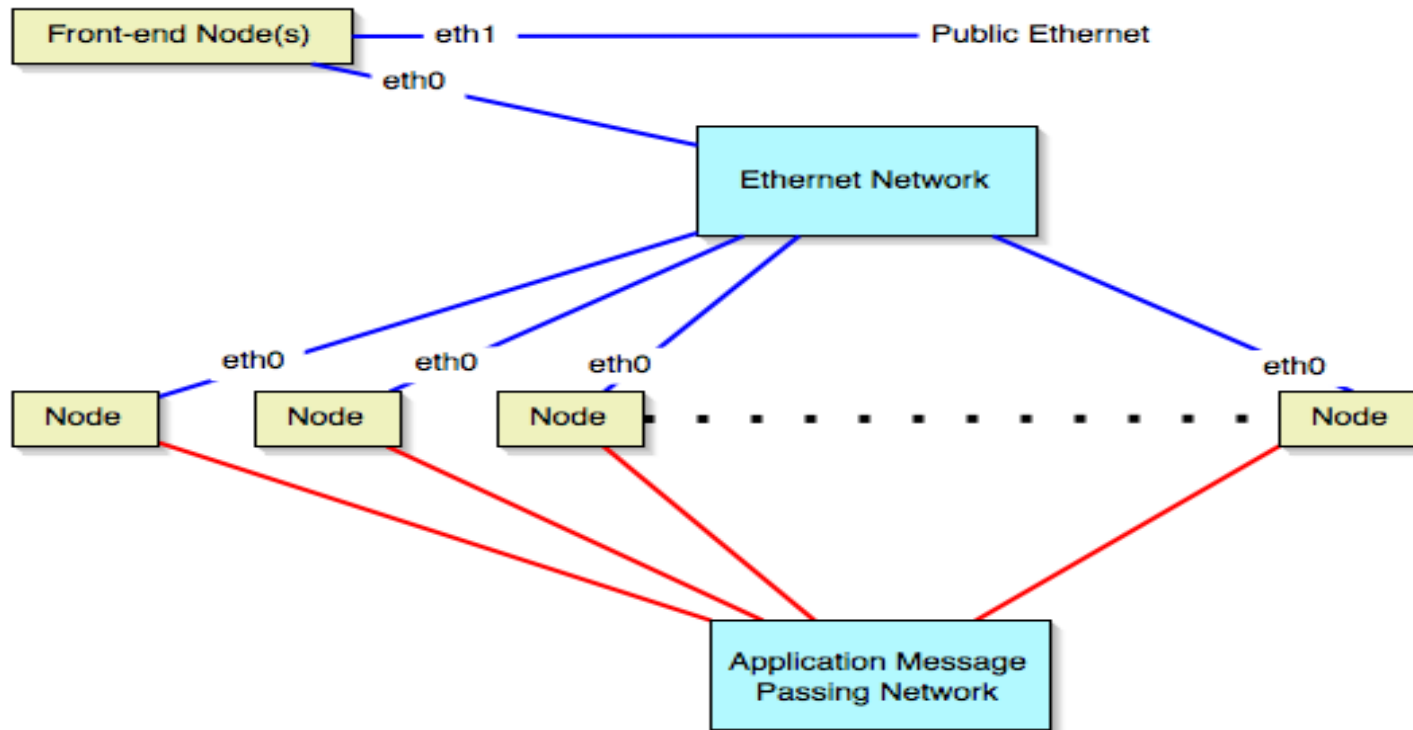 Front-end Node(s)
eth1
Public Ethernet
eth0
Ethernet Network
eth0
eth0
eth0
eth0
Node
Node
Node
Node
Application Message
Passing Network